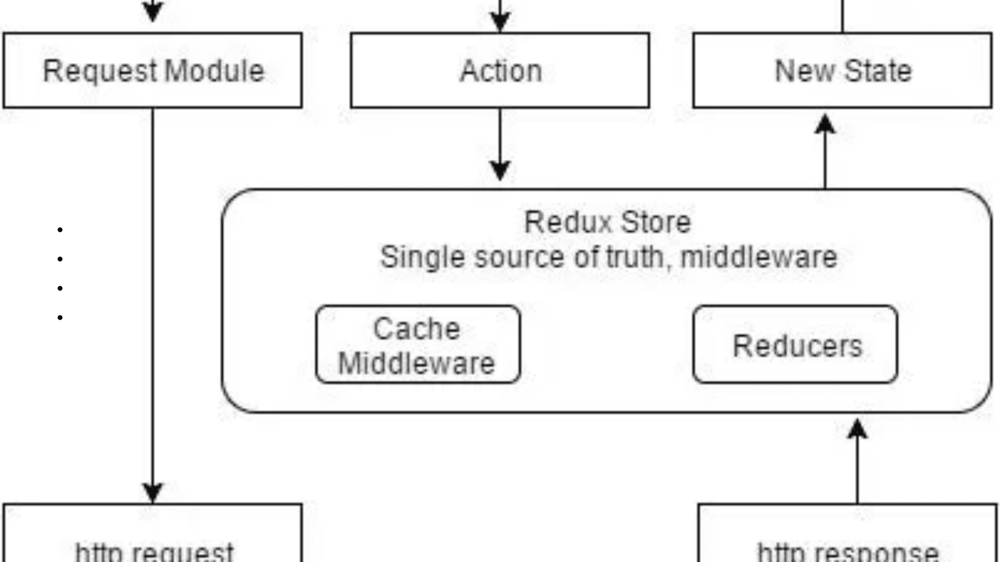 Request Module
Action
New State
Redux Store
Single source of truth, middleware
Cache
Middleware
Reducers
http request
http response